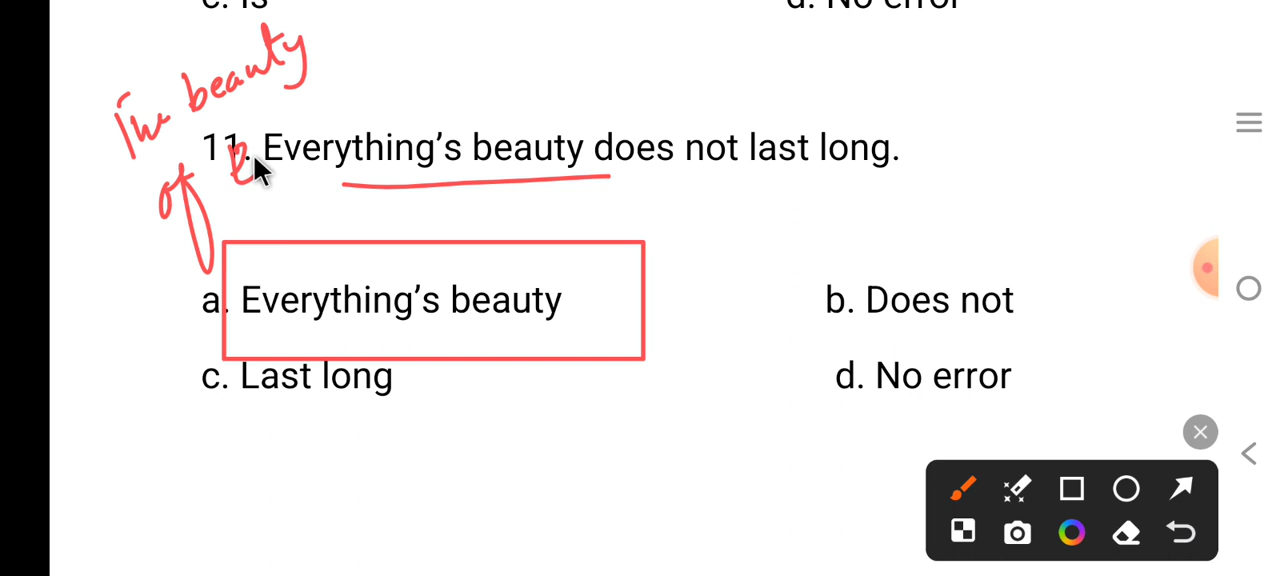 c. Is
d. No error
The beauty
of E
11. Everything’s beauty does not last long.
a. Everything’s beauty
b. Does not
c. Last long
d. No error